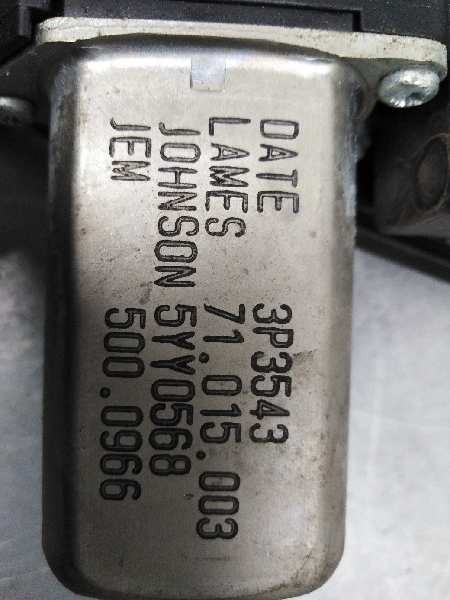 DATE 3P3543
LAMES 71.015.003
JOHNSON 5YY0568
JEM 500.0966